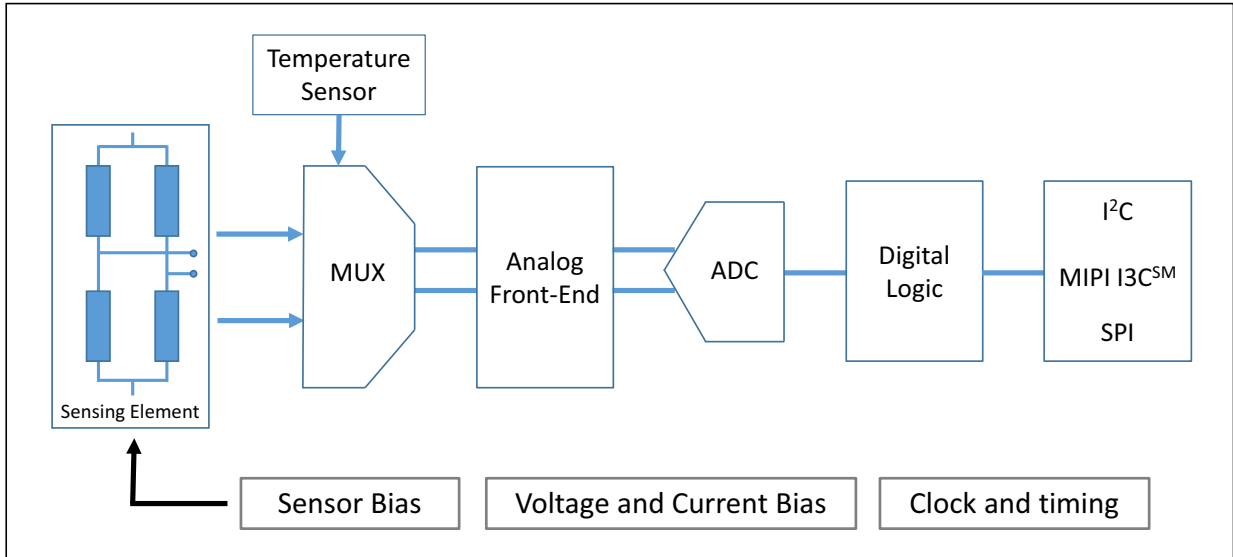 Temperature
Sensor
Sensing Element
MUX
Analog
Front-End
ADC
Digital
Logic
I²C
MIPI I3C℠
SPI
Sensor Bias
Voltage and Current Bias
Clock and timing